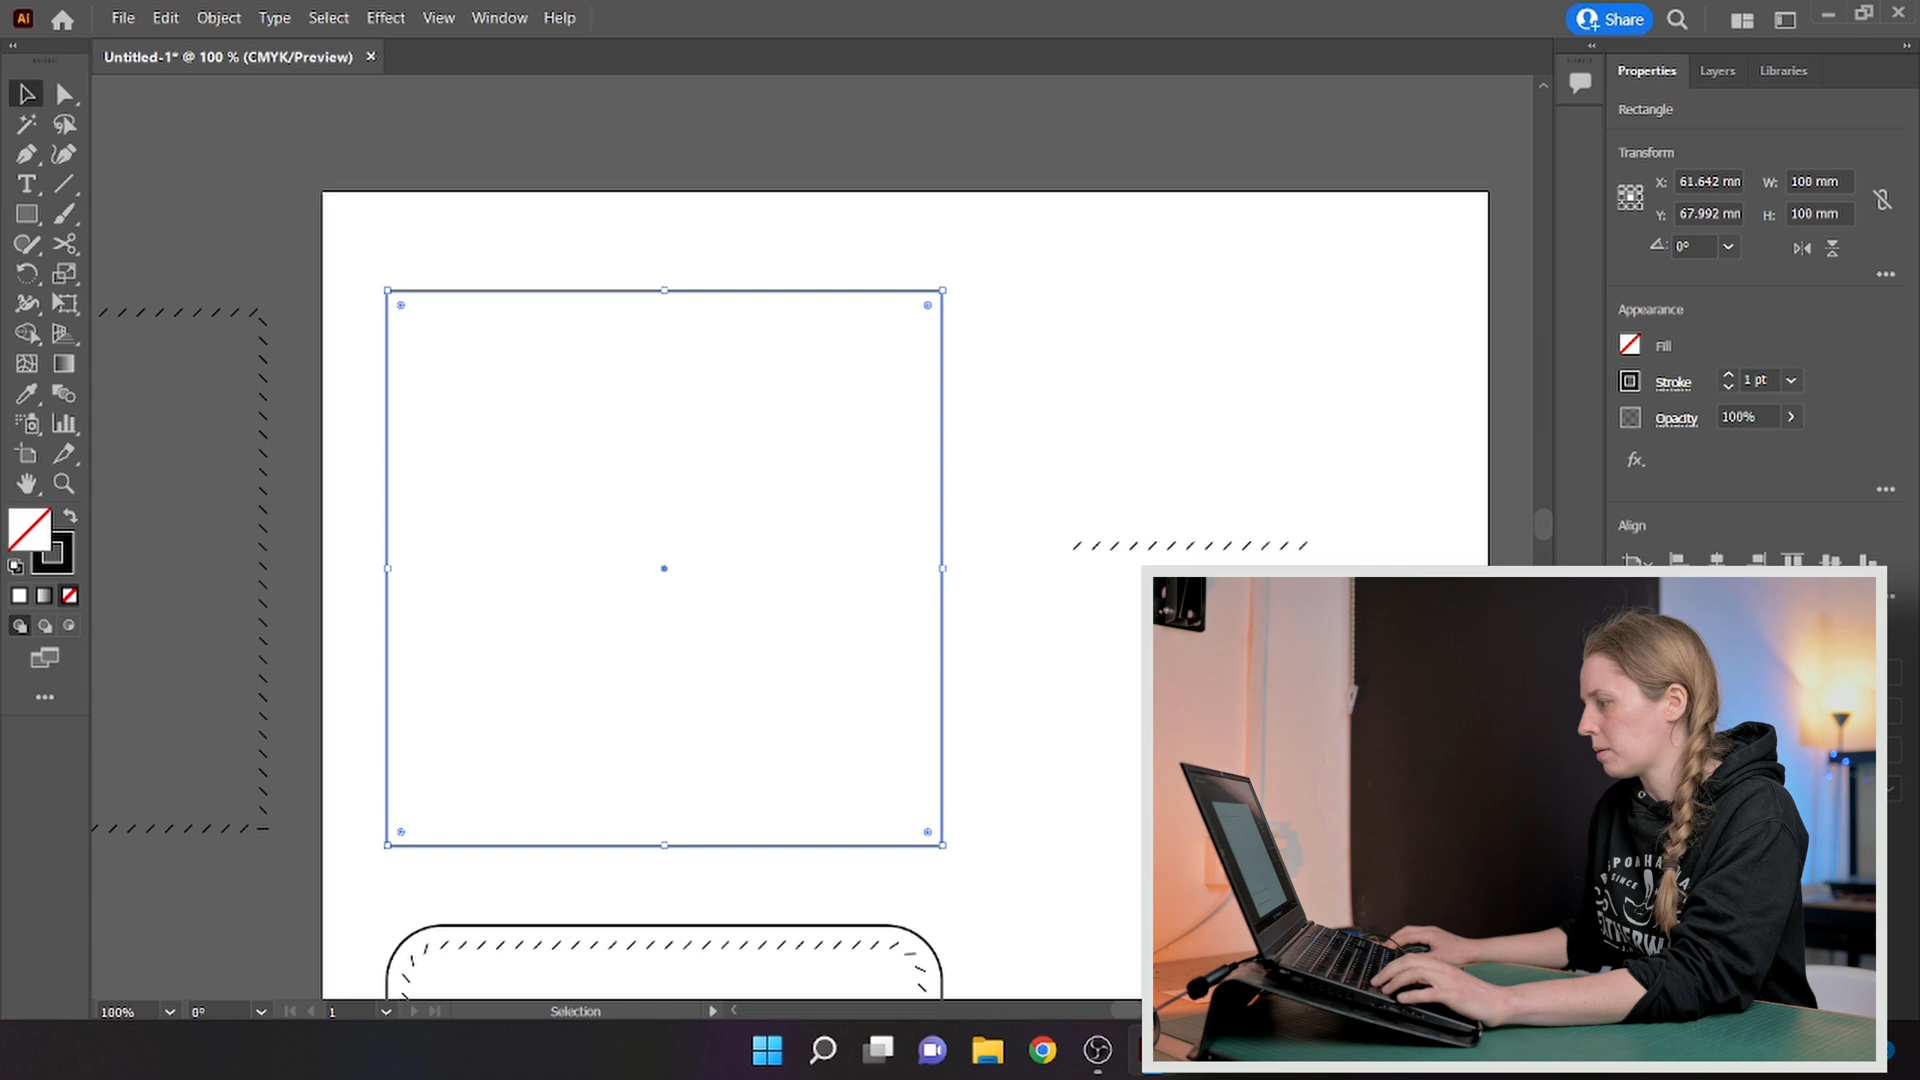 Ai
File Edit Object Type Select Effect View Window Help
Share
Untitled-1* @ 100 % (CMYK/Preview) ×
Properties Layers Libraries
Rectangle
Transform
X: 61.642 mm W: 100 mm
Y: 67.992 mm H: 100 mm
0°
Appearance
Fill
Stroke 1 pt
Opacity 100%
fx.
Align
T
100% 0° 1 Selection
SINCE